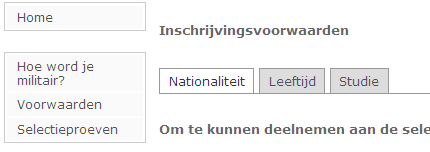 Home
Hoe word je
militair?
Voorwaarden
Selectieproeven
Inschrijvingsvoorwaarden
Nationaliteit
Leeftijd
Studie
Om te kunnen deelnemen aan de sele